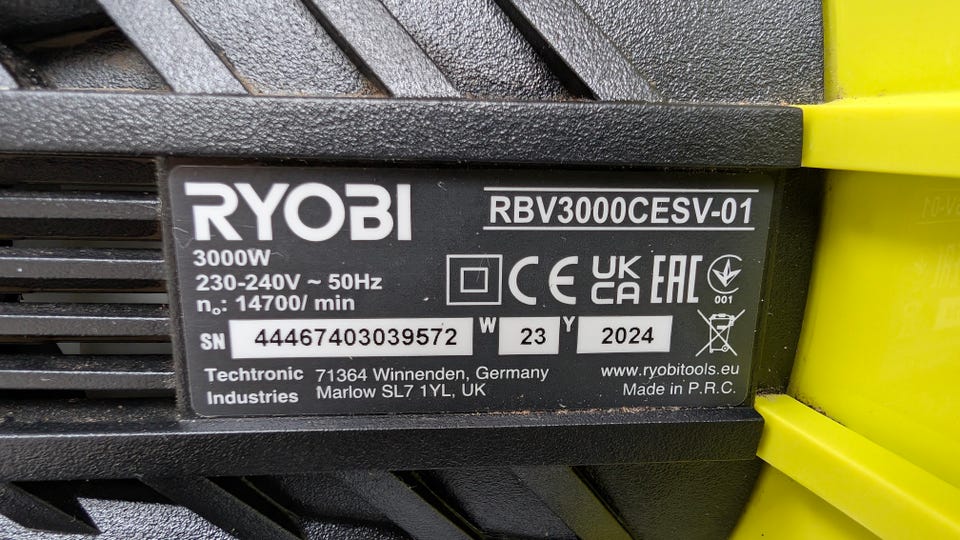 RYOBI
RBV3000CESV-01
3000W
230-240V ~ 50Hz
n₀: 14700/ min
CE
UK
CA
EAC
001
SN 44467403039572 W 23 Y 2024
Techtronic
Industries
71364 Winnenden, Germany
Marlow SL7 1YL, UK
www.ryobitools.eu
Made in P.R.C.